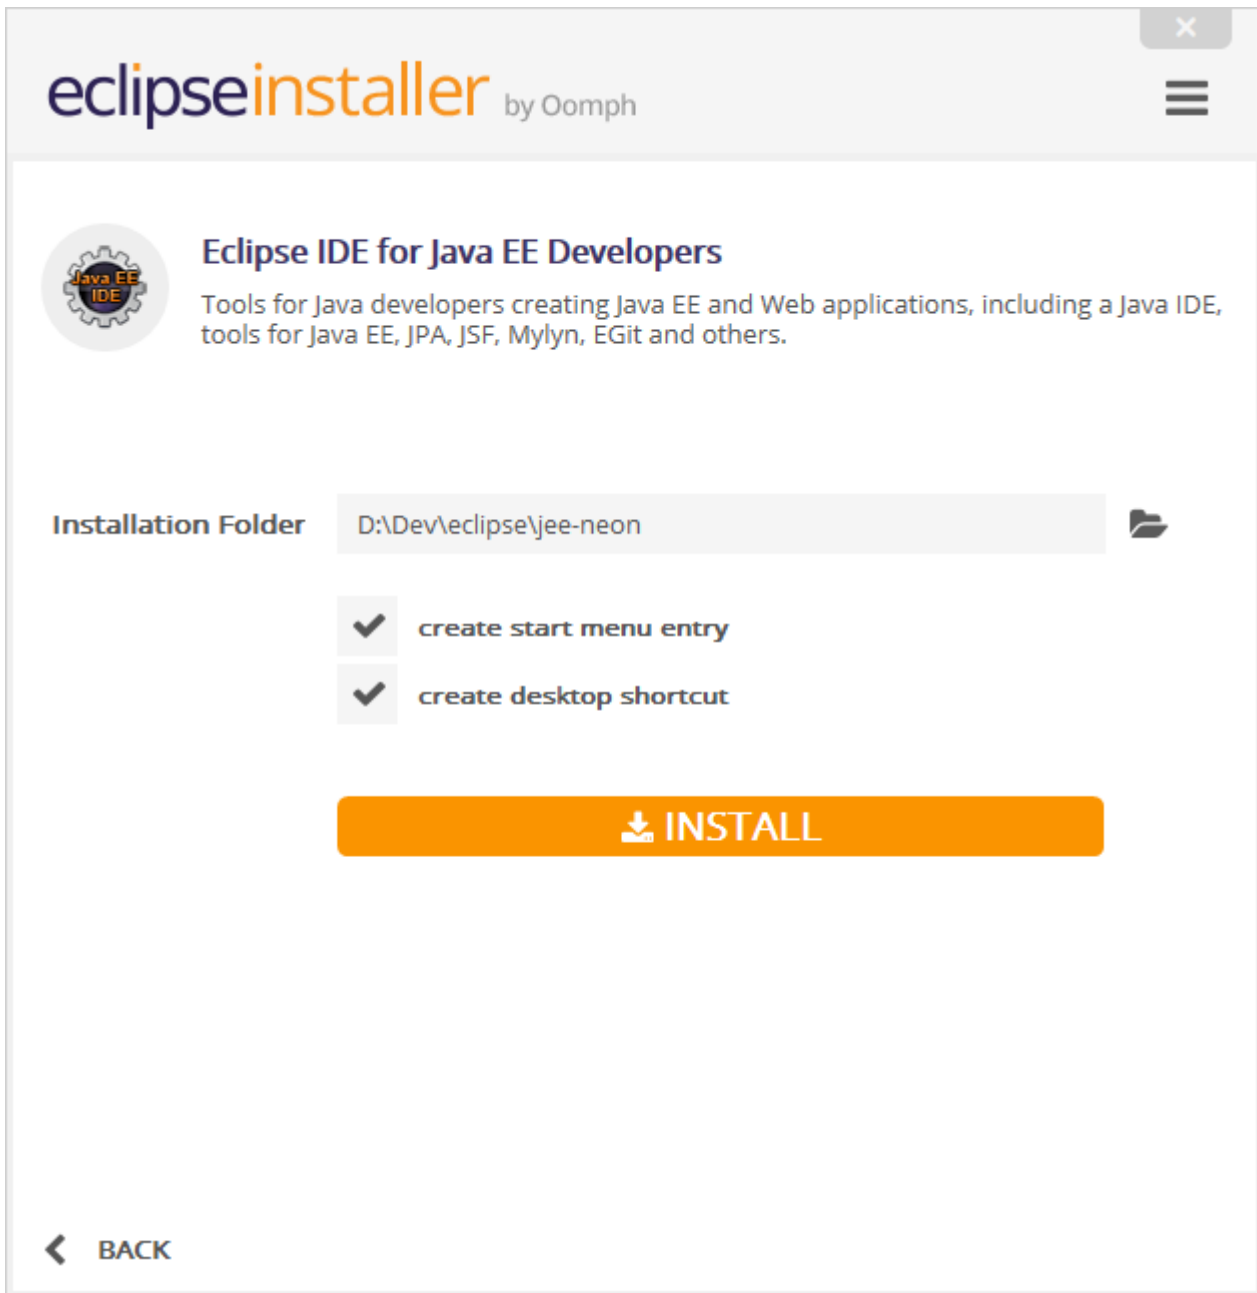 eclipseinstaller by Oomph
Java EE
IDE
Eclipse IDE for Java EE Developers
Tools for Java developers creating Java EE and Web applications, including a Java IDE,
tools for Java EE, JPA, JSF, Mylyn, EGit and others.
Installation Folder D:\Dev\eclipse\jee-neon
create start menu entry
create desktop shortcut
INSTALL
BACK